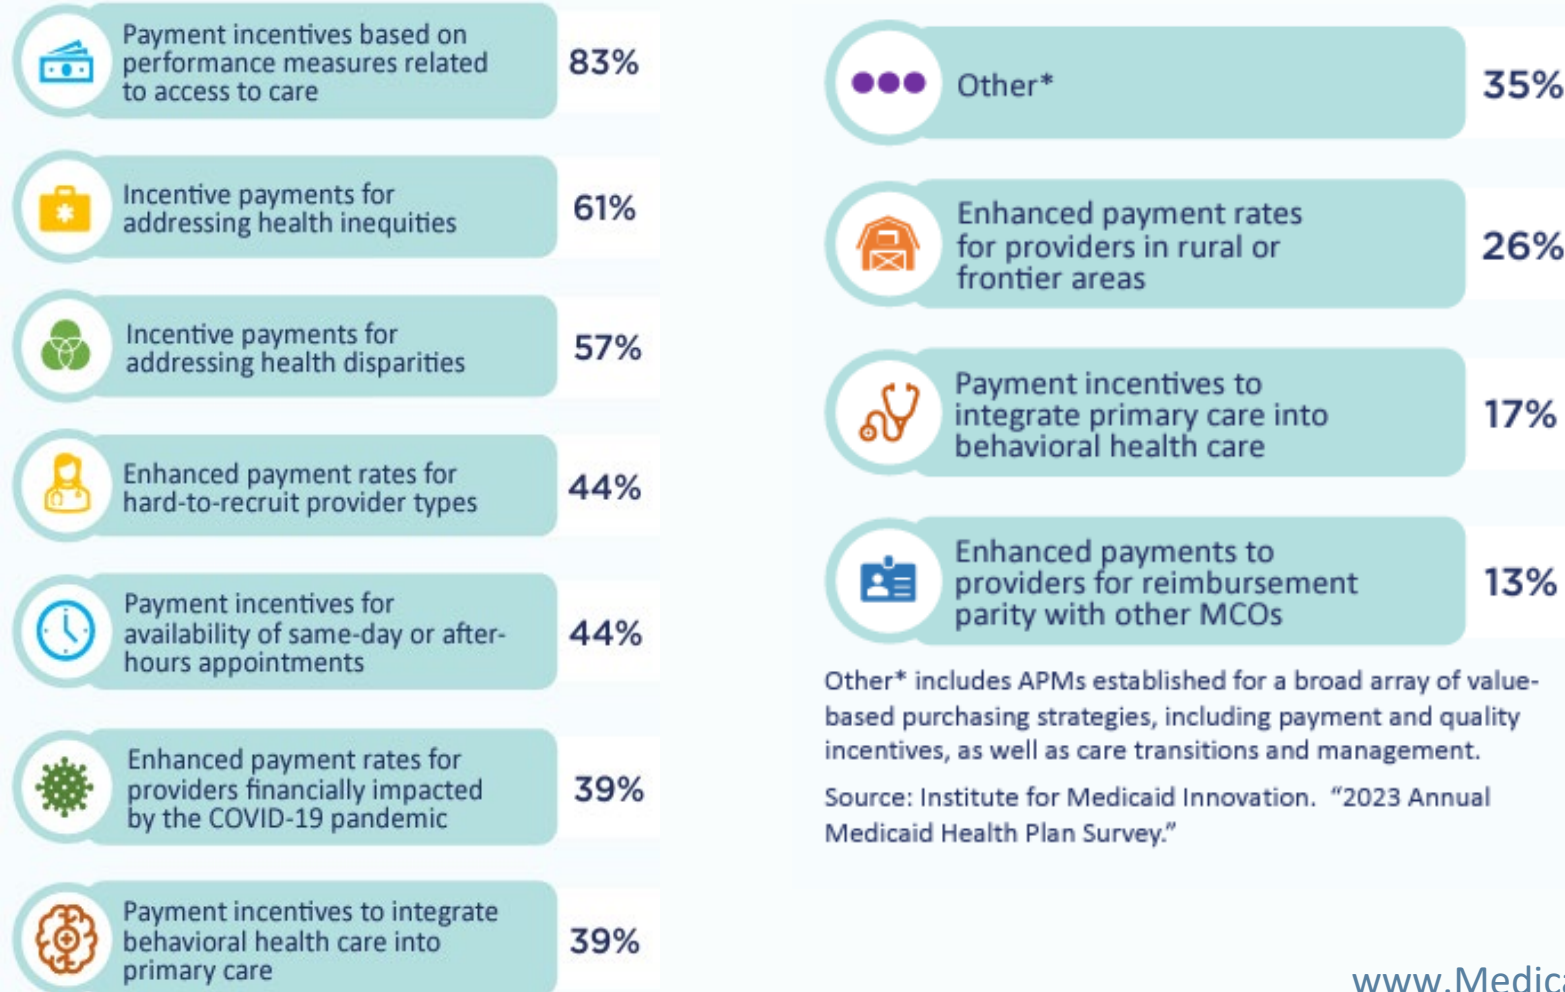 Payment incentives based on
performance measures related
to access to care
83%
Incentive payments for
addressing health inequities
61%
Incentive payments for
addressing health disparities
57%
Enhanced payment rates for
hard-to-recruit provider types
44%
Payment incentives for
availability of same-day or after-
hours appointments
44%
Enhanced payment rates for
providers financially impacted
by the COVID-19 pandemic
39%
Payment incentives to integrate
behavioral health care into
primary care
39%
Other*
35%
Enhanced payment rates
for providers in rural or
frontier areas
26%
Payment incentives to
integrate primary care into
behavioral health care
17%
Enhanced payments to
providers for reimbursement
parity with other MCOs
13%
Other* includes APMs established for a broad array of value-
based purchasing strategies, including payment and quality
incentives, as well as care transitions and management.
Source: Institute for Medicaid Innovation.  “2023 Annual
Medicaid Health Plan Survey.”
www.Medica